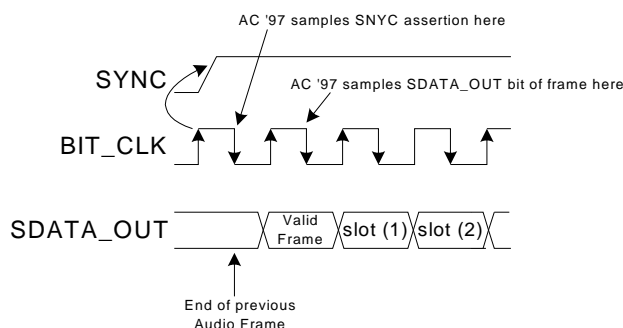 AC '97 samples SNYC assertion here
SYNC
AC '97 samples SDATA_OUT bit of frame here
BIT_CLK
SDATA_OUT
Valid
Frame
slot (1)
slot (2)
End of previous
Audio Frame